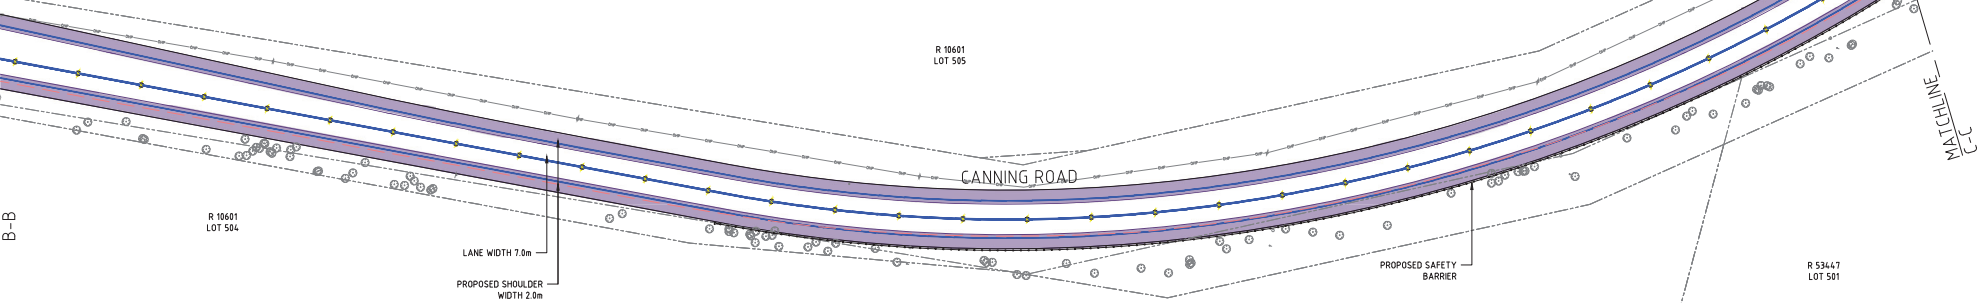 R 10601
LOT 505
CANNING ROAD
MATCHLINE
C-C
B-B
R 10601
LOT 504
LANE WIDTH 7.0m
PROPOSED SHOULDER
WIDTH 2.0m
PROPOSED SAFETY
BARRIER
R 53447
LOT 501